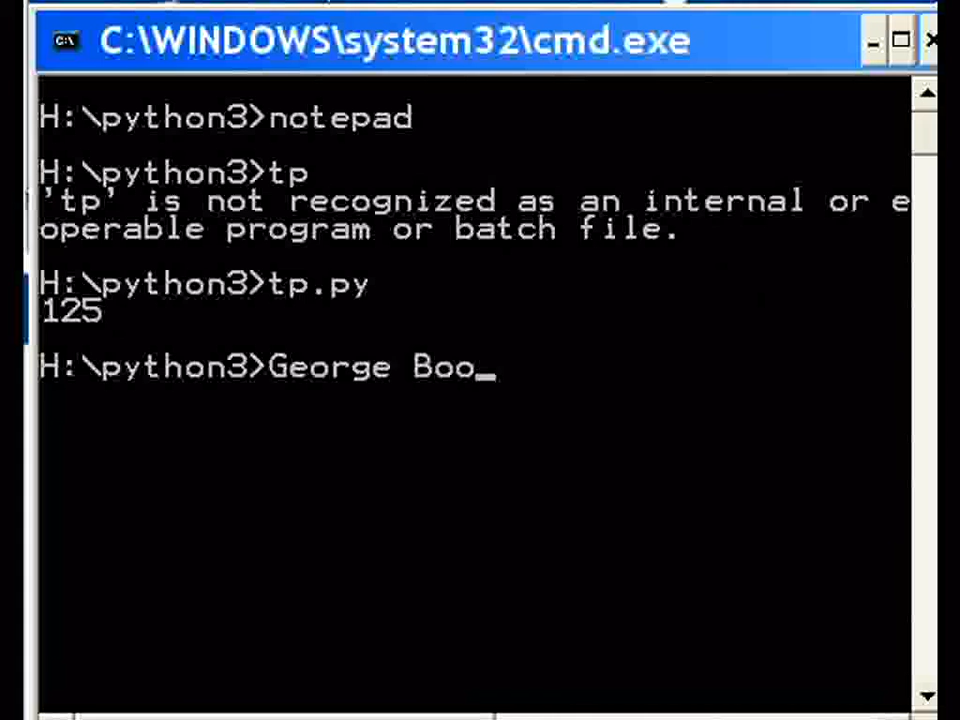 C:\WINDOWS\system32\cmd.exe
H:\python3>notepad
H:\python3>tp
'tp' is not recognized as an internal or e
operable program or batch file.
H:\python3>tp.py
125
H:\python3>George Boo_